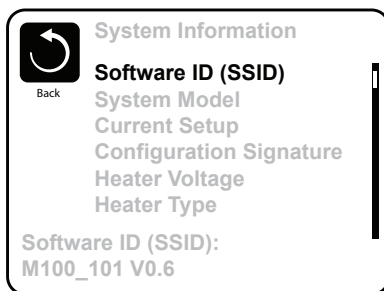 System Information
Back
Software ID (SSID)
System Model
Current Setup
Configuration Signature
Heater Voltage
Heater Type
Software ID (SSID):
M100_101 V0.6